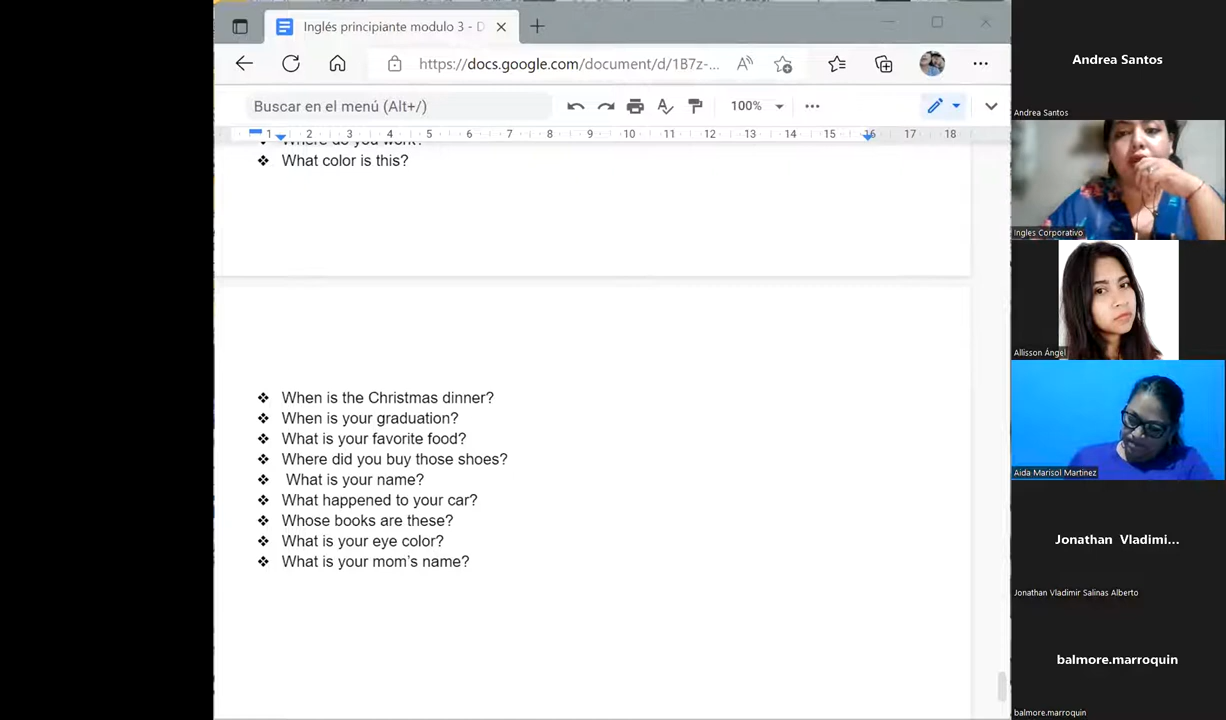 Inglés principiante modulo 3 - D
https://docs.google.com/document/d/1B7z-...
Buscar en el menú (Alt+/)
100%
1 2 3 4 5 6 7 8 9 10 11 12 13 14 15 16 17 18
Where do you work?
What color is this?
When is the Christmas dinner?
When is your graduation?
What is your favorite food?
Where did you buy those shoes?
What is your name?
What happened to your car?
Whose books are these?
What is your eye color?
What is your mom's name?
Andrea Santos
Andrea Santos
Ingles Corporativo
Allisson Ángel
Aida Marisol Martinez
Jonathan Vladimi...
Jonathan Vladimir Salinas Alberto
balmore.marroquin
balmore.marroquin